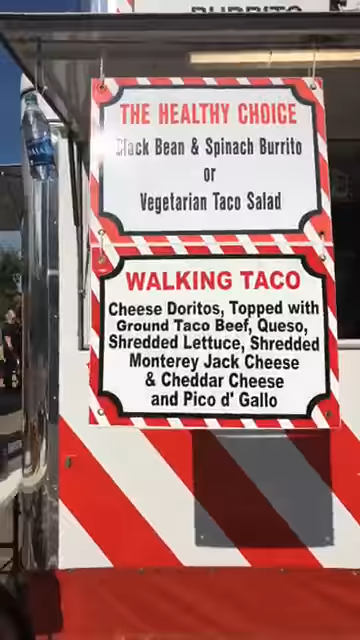 BURRITO
THE HEALTHY CHOICE
Black Bean & Spinach Burrito
or
Vegetarian Taco Salad
WALKING TACO
Cheese Doritos, Topped with
Ground Taco Beef, Queso,
Shredded Lettuce, Shredded
Monterey Jack Cheese
& Cheddar Cheese
and Pico d' Gallo